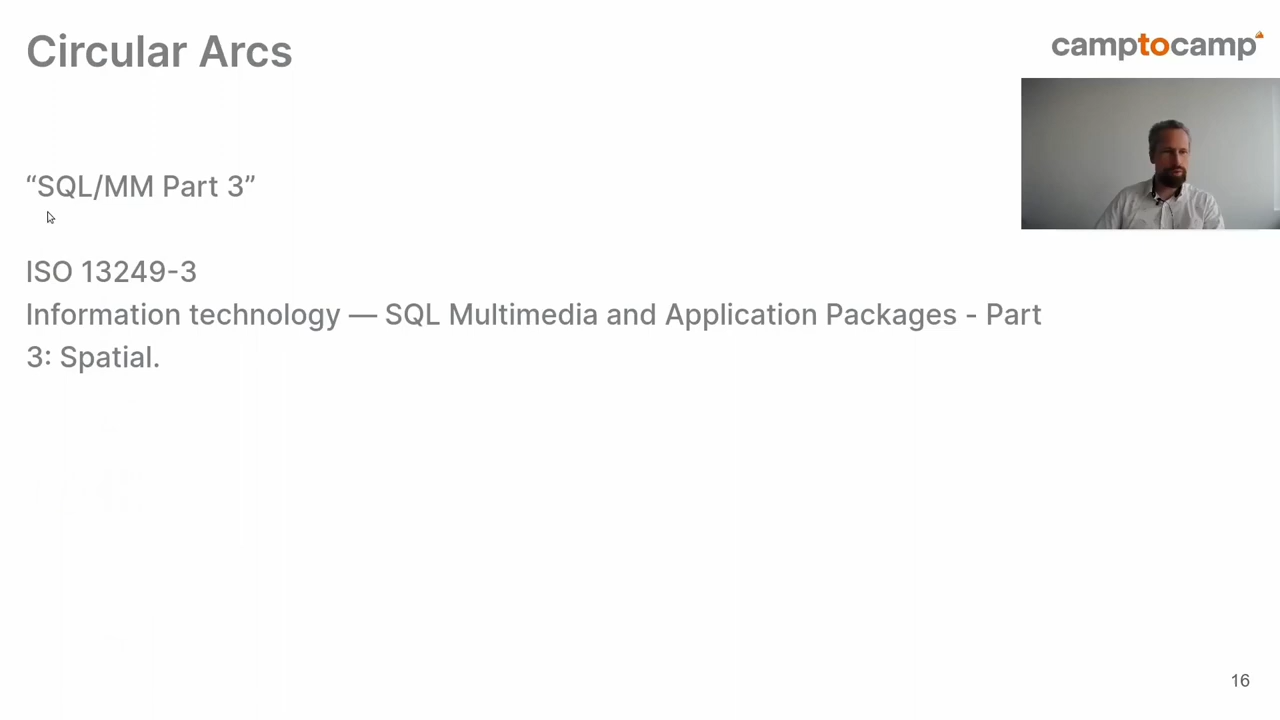 Circular Arcs
camptocamp
“SQL/MM Part 3”
ISO 13249-3
Information technology — SQL Multimedia and Application Packages - Part
3: Spatial.
16